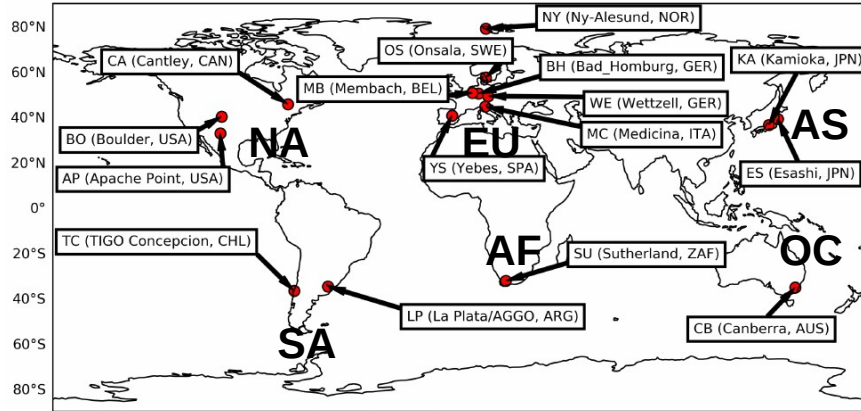 80°N
NY (Ny-Alesund, NOR)
OS (Onsala, SWE)
CA (Cantley, CAN)
KA (Kamioka, JPN)
60°N
BH (Bad_Homburg, GER)
MB (Membach, BEL)
WE (Wettzell, GER)
40°N
BO (Boulder, USA)
NA
EU
MC (Medicina, ITA)
AS
20°N
AP (Apache Point, USA)
YS (Yebes, SPA)
ES (Esashi, JPN)
0°
TC (TIGO Concepcion, CHL)
20°S
AF
SU (Sutherland, ZAF)
OC
40°S
LP (La Plata/AGGO, ARG)
CB (Canberra, AUS)
60°S
SA
80°S